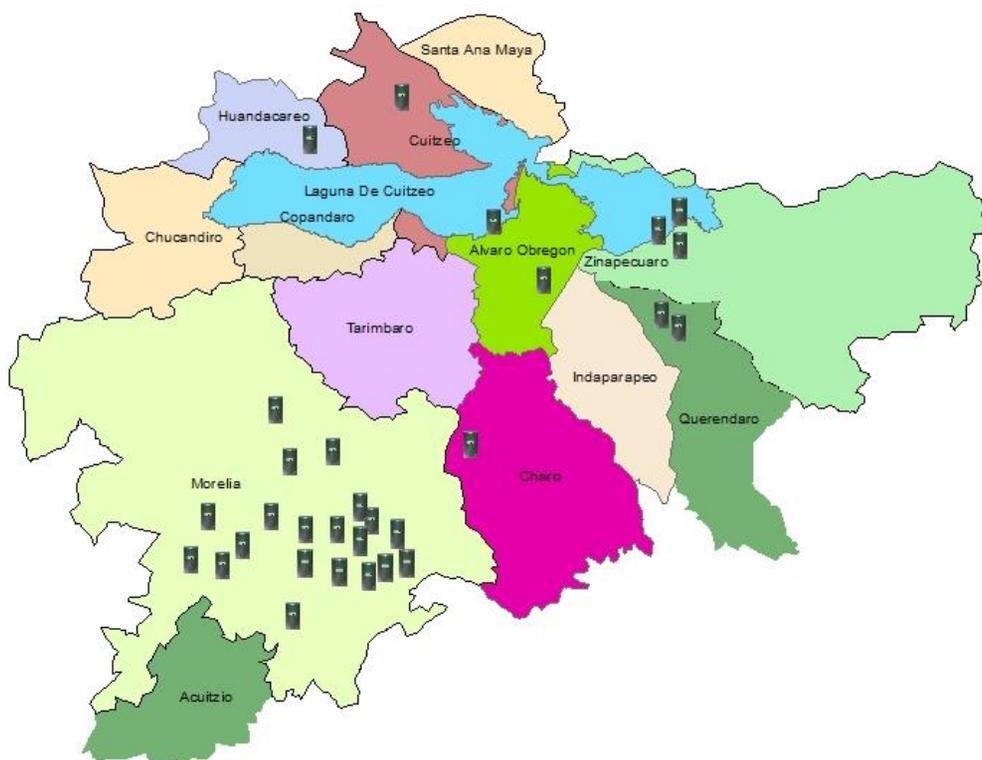 Santa Ana Maya
Huandacareo
Cuitzeo
Laguna De Cuitzeo
Copandaro
Chucandiro
Alvaro Obregon
Zinapecuaro
Tarimbaro
Indaparapeo
Querendaro
Charo
Morelia
Acuitzio